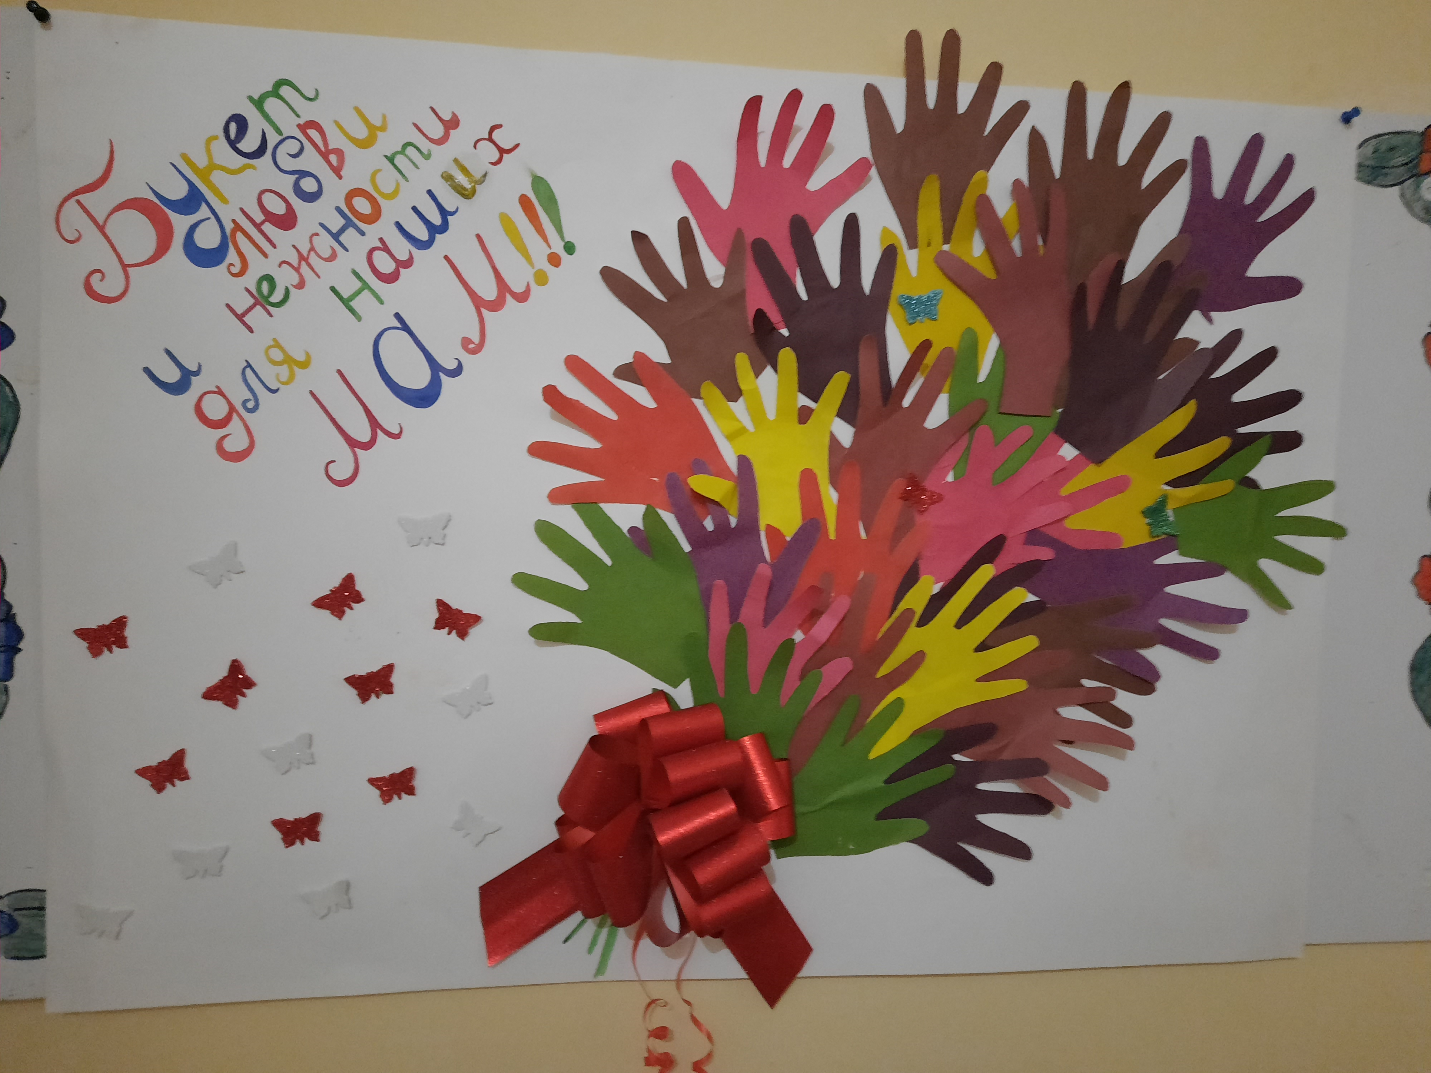 Букет
любви
и нежности
для наших
мам!!!